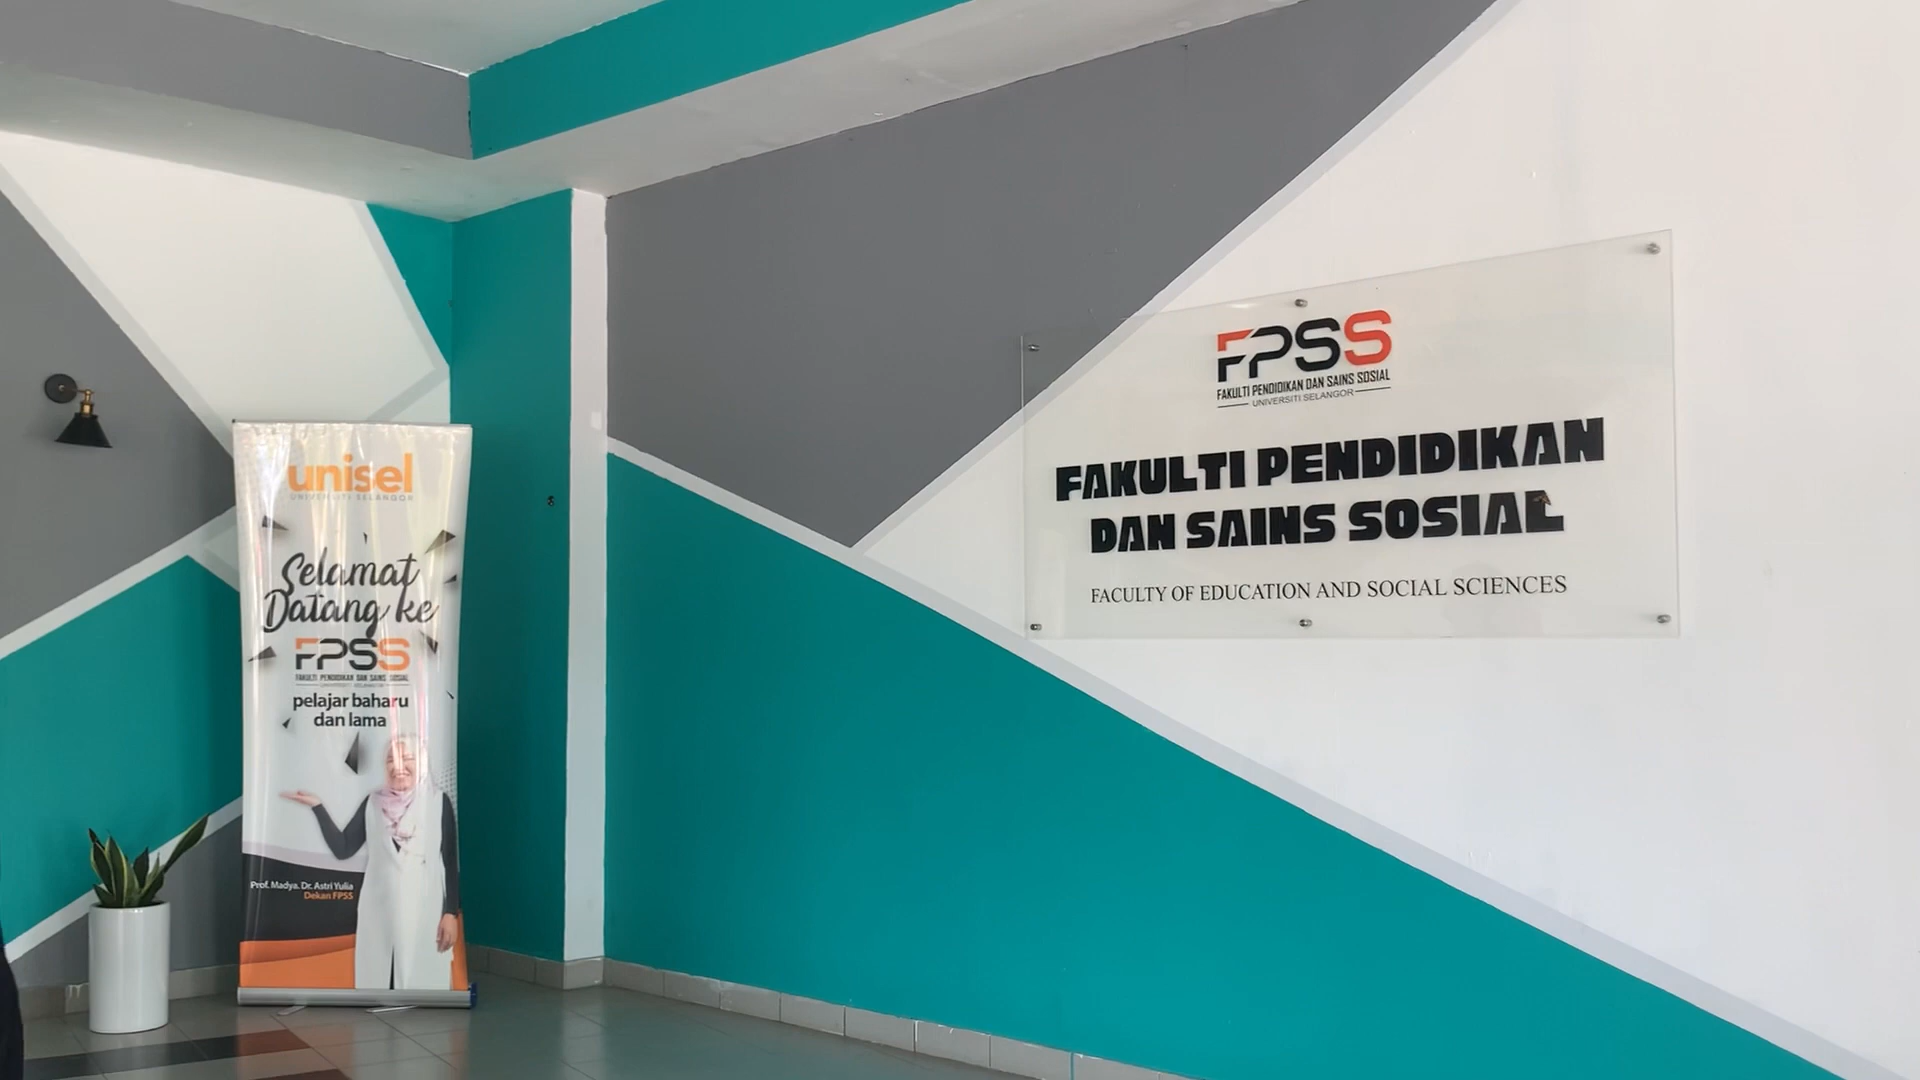 unisel
UNIVERSITI SELANGOR
Selamat
Datang ke
FPSS
FAKULTI PENDIDIKAN DAN SAINS SOSIAL
UNIVERSITI SELANGOR
pelajar baharu
dan lama
Prof. Madya. Dr. Astri Yulia
Dekan FPSS
FPSS
FAKULTI PENDIDIKAN DAN SAINS SOSIAL
UNIVERSITI SELANGOR
FAKULTI PENDIDIKAN
DAN SAINS SOSIAL
FACULTY OF EDUCATION AND SOCIAL SCIENCES